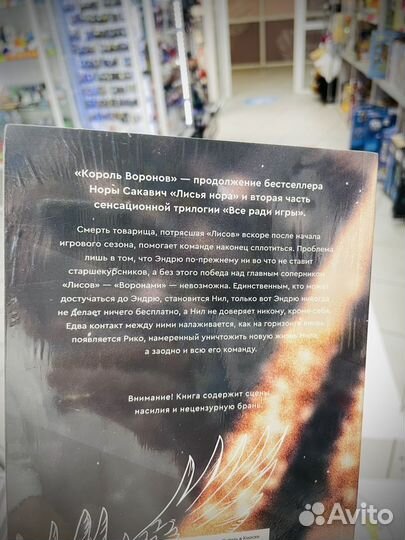 «Король Воронов» — продолжение бестселлера
Норы Сакавич «Лисья нора» и вторая часть
сенсационной трилогии «Все ради игры».
Смерть товарища, потрясшая «Лисов» вскоре после начала
игрового сезона, помогает команде наконец сплотиться. Проблема
лишь в том, что Эндрю по-прежнему ни во что не ставит
старшекурсников, а без этого победа над главным соперником
«Лисов» — «Воронами» — невозможна. Единственным, кто может
достучаться до Эндрю, становится Нил, только вот Эндрю никогда
не делает ничего бесплатно, а Нил не доверяет никому, кроме себя.
Едва контакт между ними налаживается, как на горизонте вновь
появляется Рико, намеренный уничтожить новую жизнь Нила,
а заодно и всю его команду.
Внимание! Книга содержит сцены
насилия и нецензурную брань.
Avito